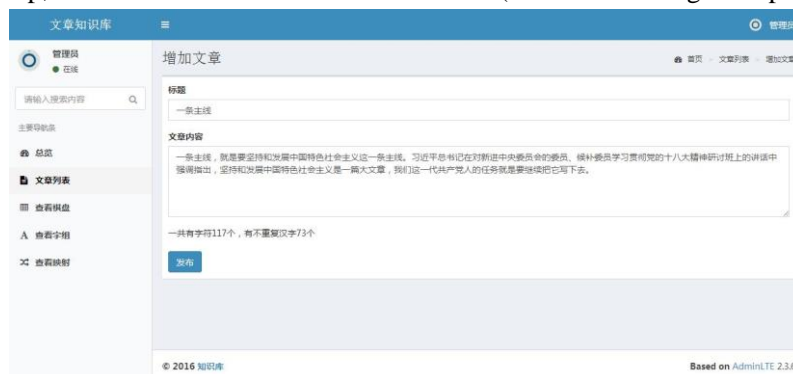 文章知识库
管理员
管理员
在线
请输入搜索内容
主要导航条
总览
文章列表
查看棋盘
查看字组
查看映射
增加文章
首页
文章列表
增加文章
标题
一条主线
文章内容
一条主线，就是要坚持和发展中国特色社会主义这一条主线。习近平总书记在对新进中央委员会的委员、候补委员学习贯彻党的十八大精神研讨班上的讲话中
强调指出，坚持和发展中国特色社会主义是一篇大文章，我们这一代共产党人的任务就是要继续把它写下去。
一共有字符117个，有不重复汉字73个
发布
© 2016 知识库
Based on AdminLTE 2.3.6